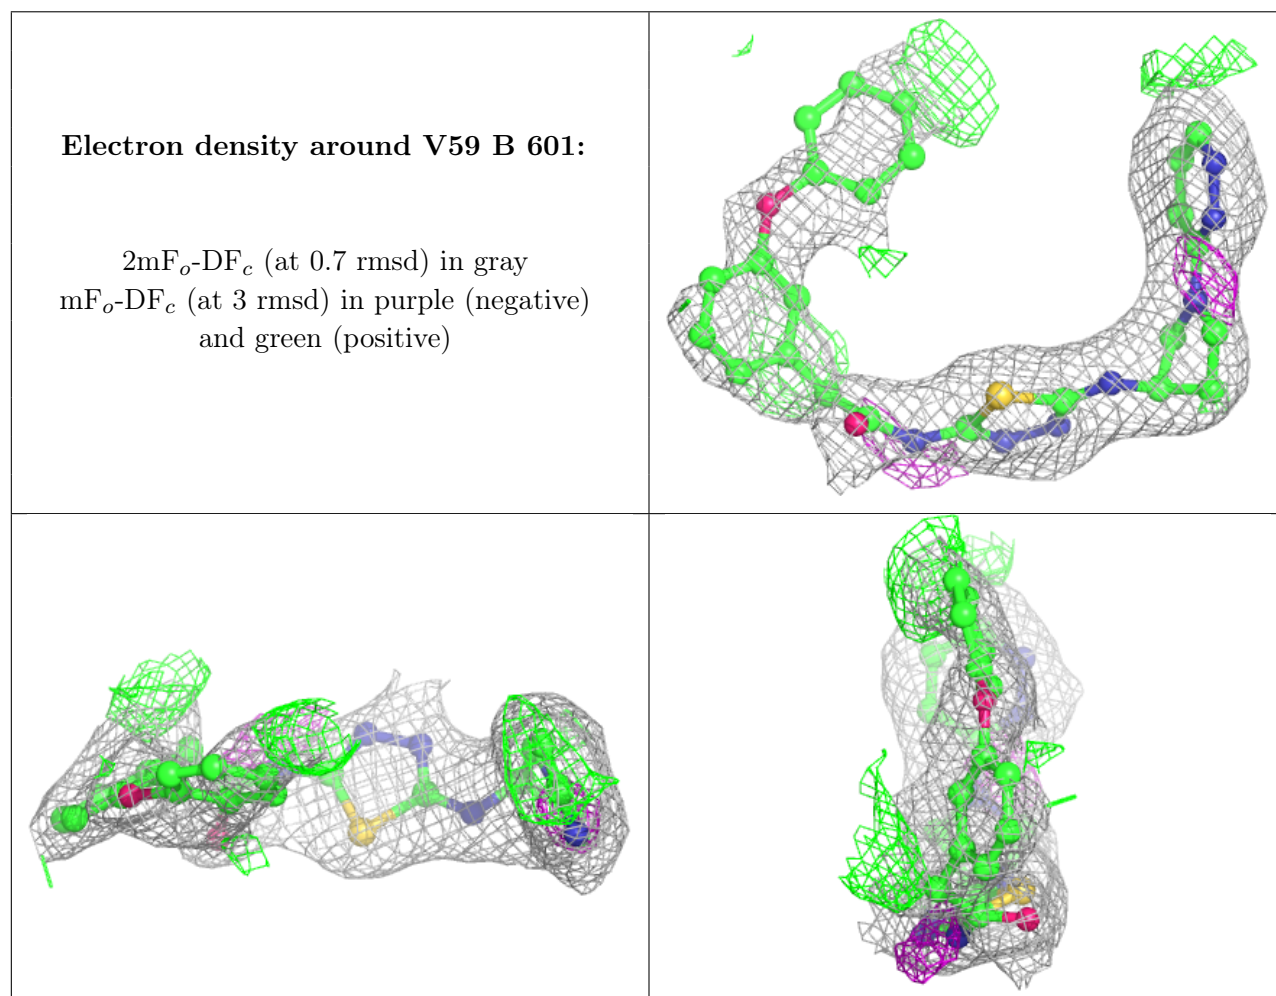 Electron density around V59 B 601:
2mFₒ-DF𝒸 (at 0.7 rmsd) in gray
mFₒ-DF𝒸 (at 3 rmsd) in purple (negative)
and green (positive)